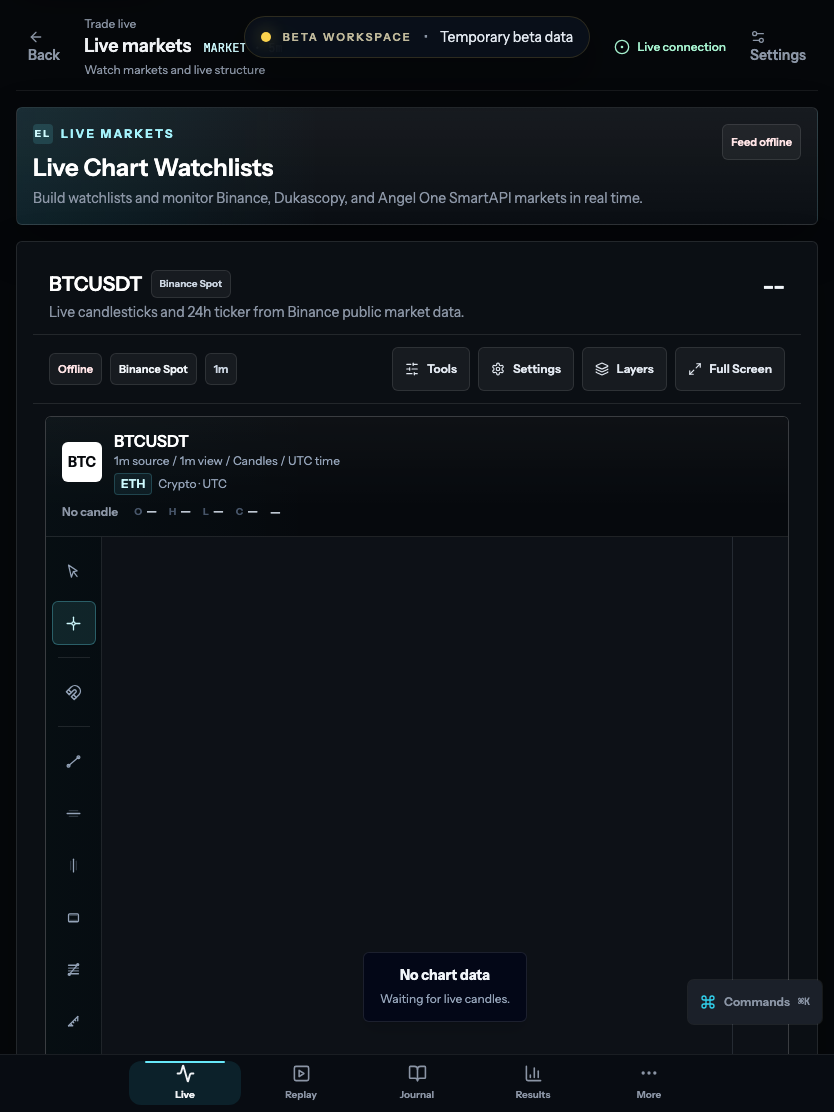 Back
Trade live
Live markets MARKET
Watch markets and live structure
BETA WORKSPACE · Temporary beta data
Live connection
Settings
EL LIVE MARKETS
Live Chart Watchlists
Build watchlists and monitor Binance, Dukascopy, and Angel One SmartAPI markets in real time.
Feed offline
BTCUSDT Binance Spot
--
Live candlesticks and 24h ticker from Binance public market data.
Offline Binance Spot 1m
Tools Settings Layers Full Screen
BTC
BTCUSDT
1m source / 1m view / Candles / UTC time
ETH Crypto · UTC
No candle O — H — L — C — —
No chart data
Waiting for live candles.
Commands ⌘K
Live Replay Journal Results More